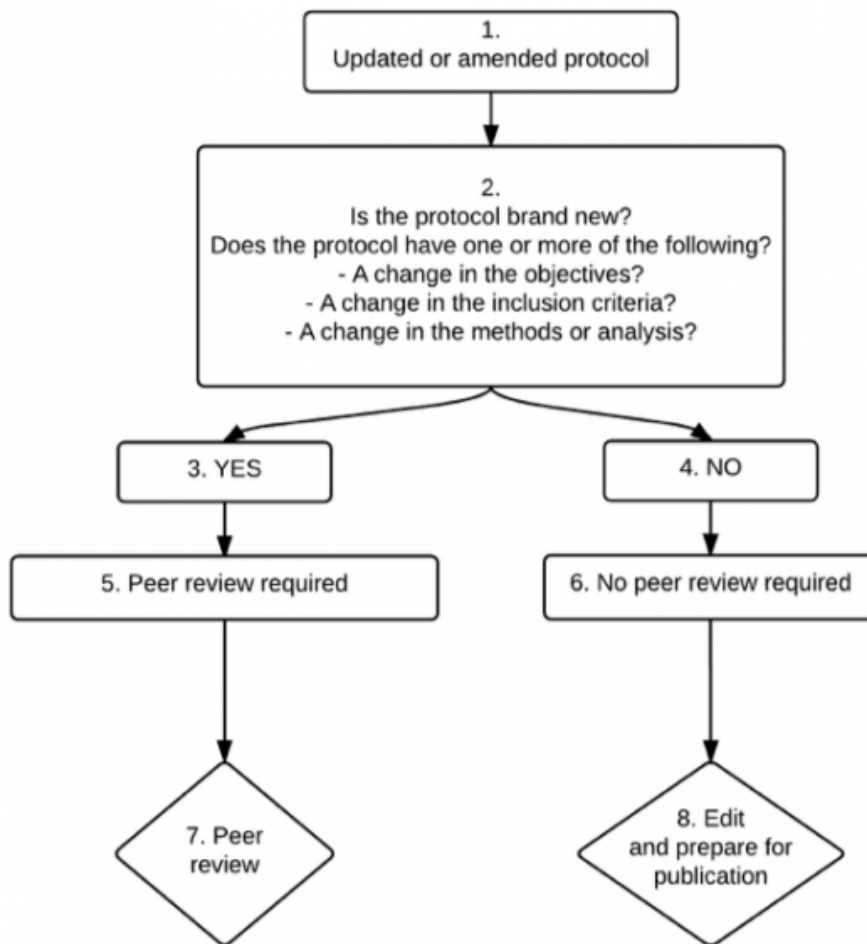 1.
Updated or amended protocol
2.
Is the protocol brand new?
Does the protocol have one or more of the following?
- A change in the objectives?
- A change in the inclusion criteria?
- A change in the methods or analysis?
3. YES
4. NO
5. Peer review required
6. No peer review required
7. Peer
review
8. Edit
and prepare for
publication